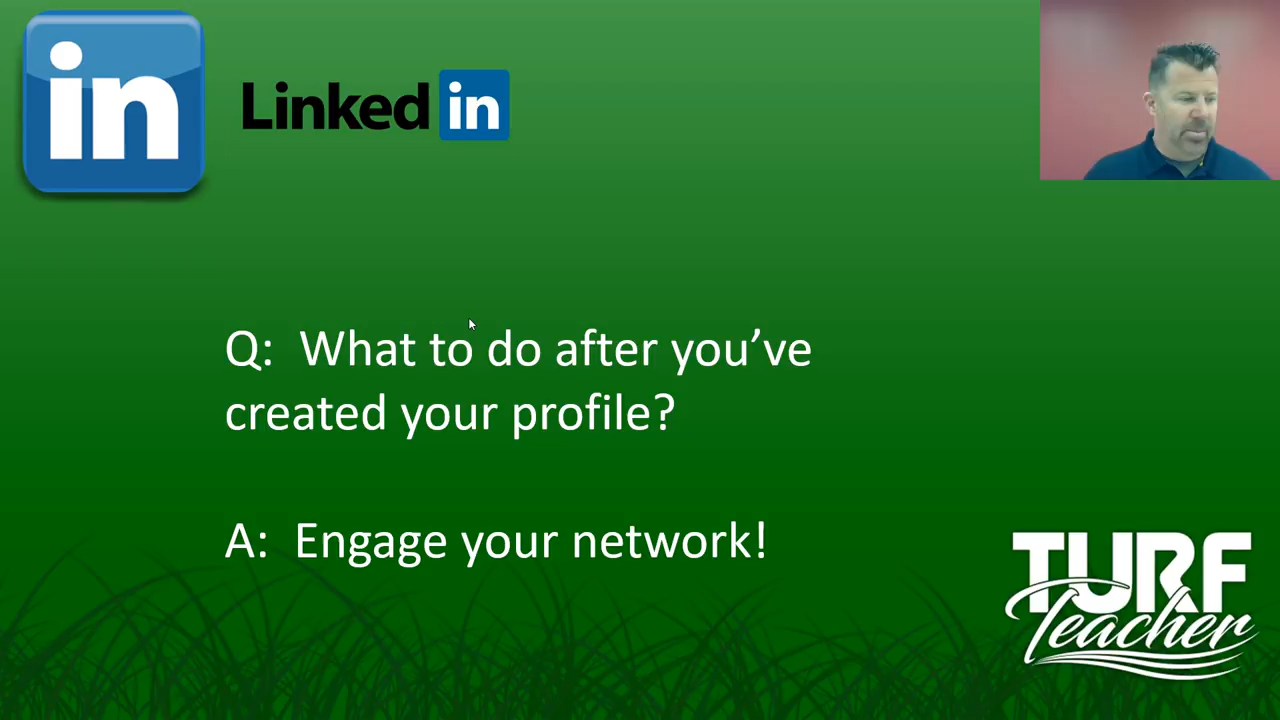 in
Linked in
Q: What to do after you’ve
created your profile?
A: Engage your network!
TURF
Teacher